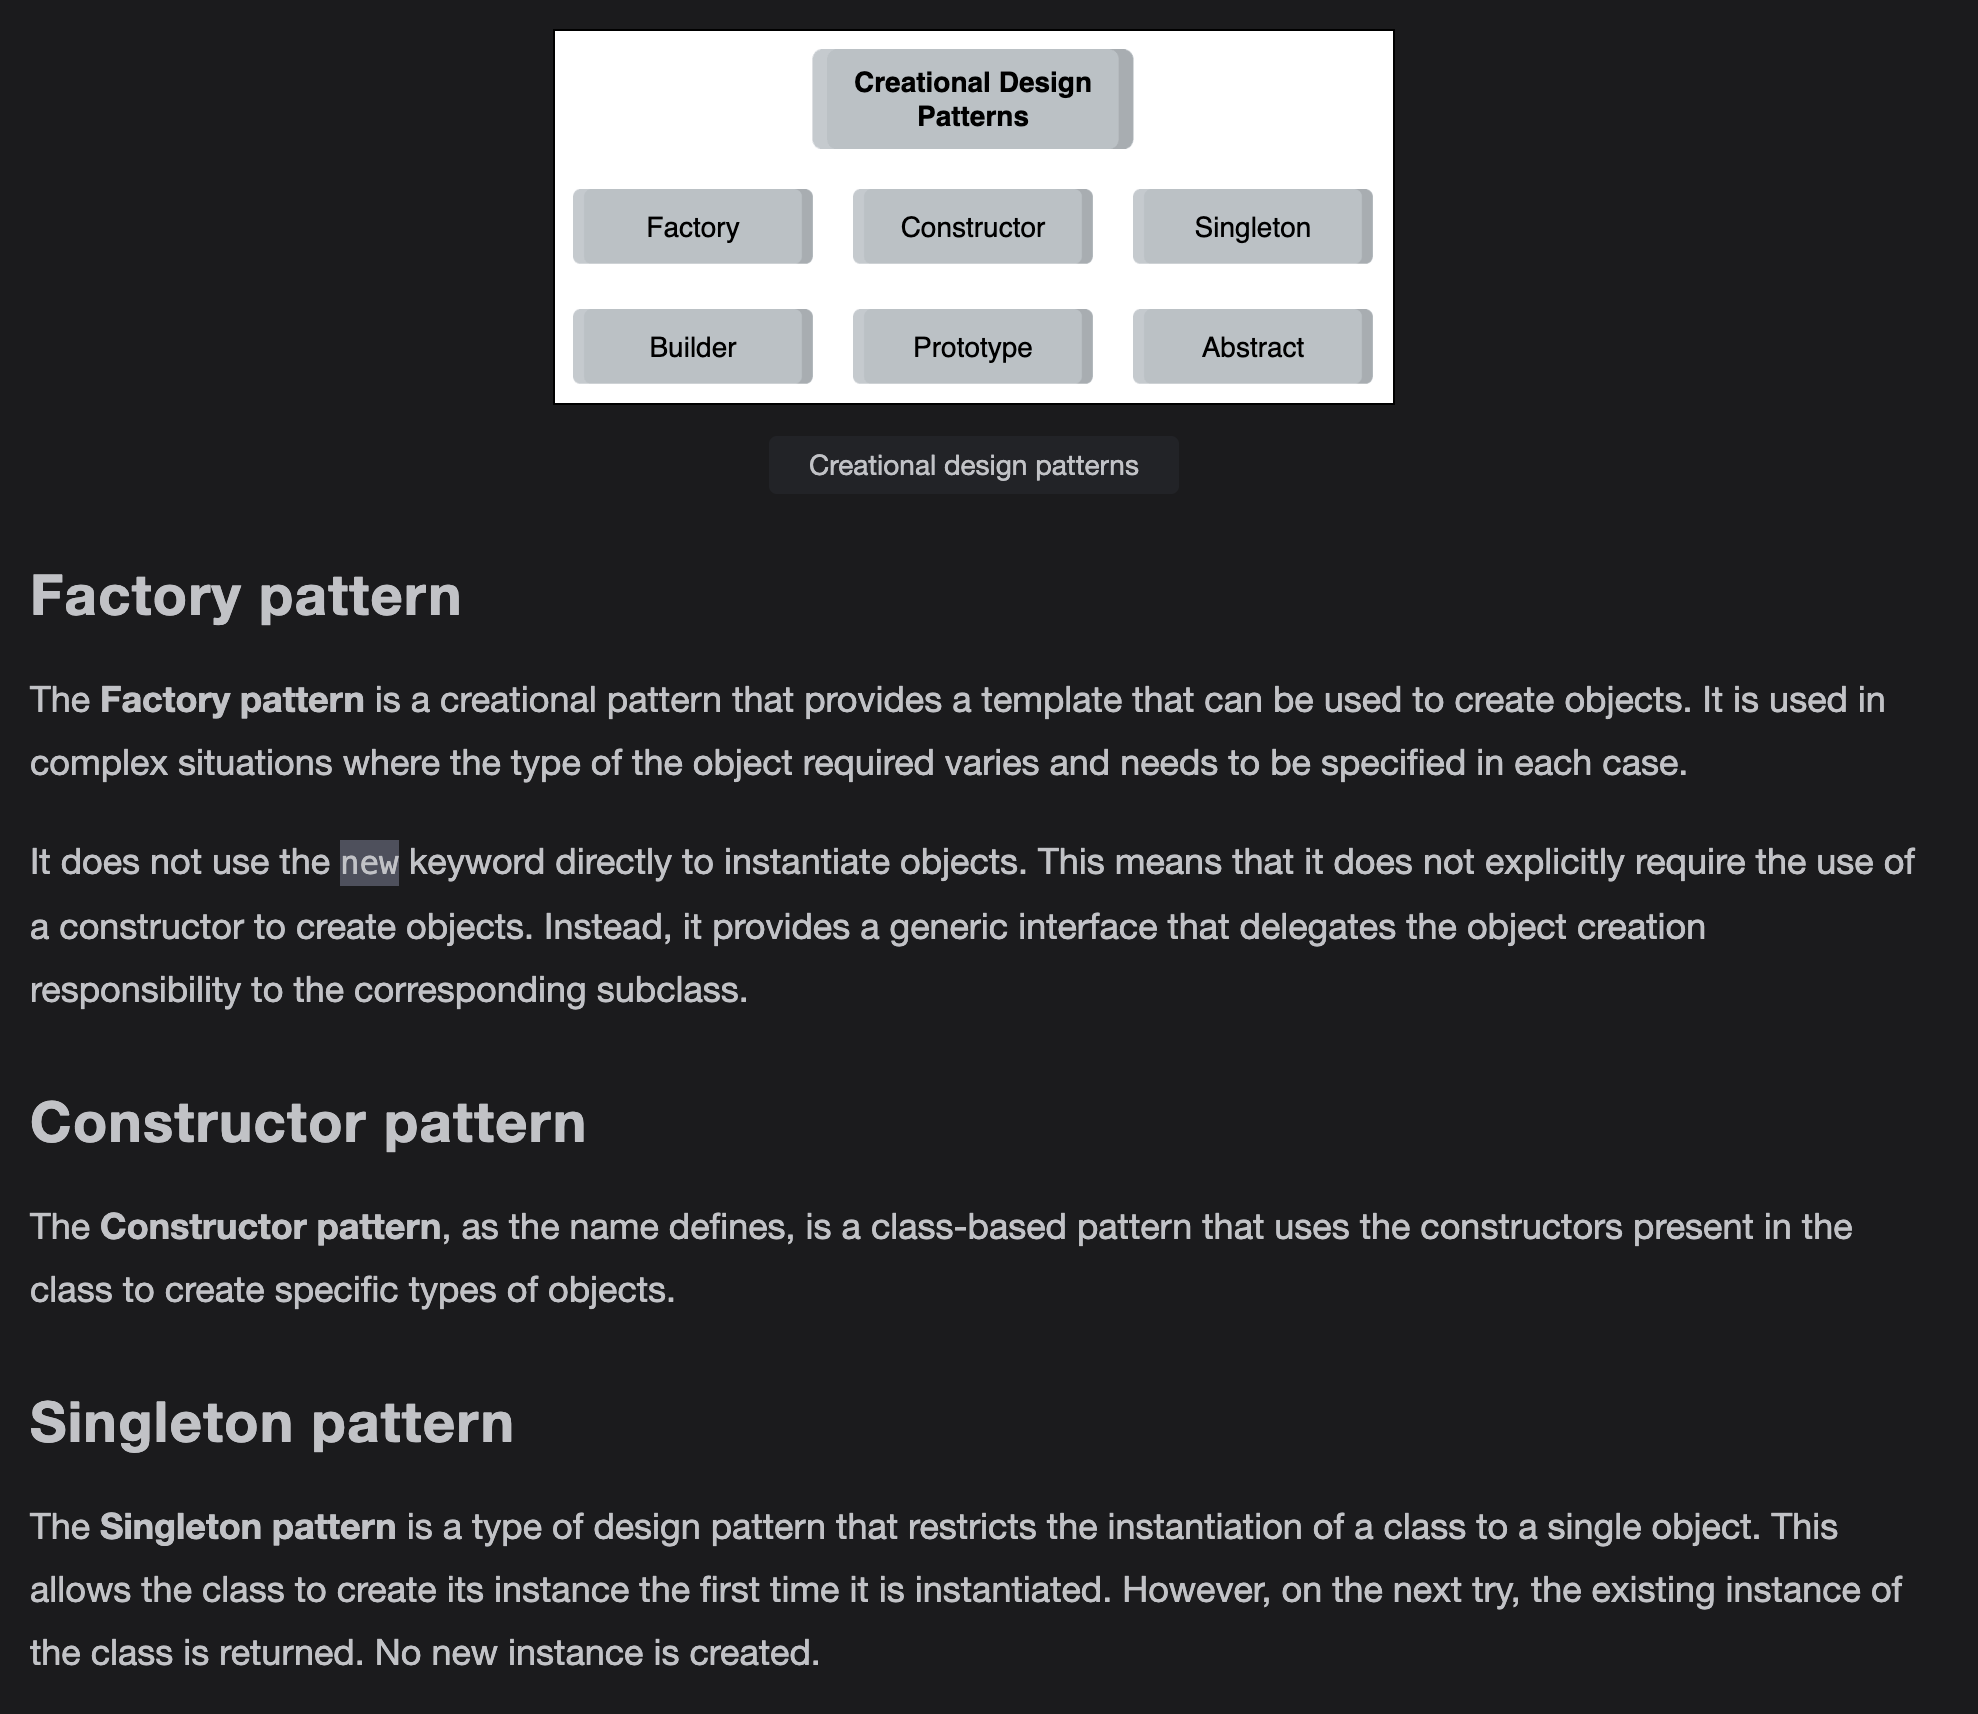 Creational Design
Patterns
Factory
Constructor
Singleton
Builder
Prototype
Abstract
Creational design patterns
Factory pattern
The Factory pattern is a creational pattern that provides a template that can be used to create objects. It is used in
complex situations where the type of the object required varies and needs to be specified in each case.
It does not use the new keyword directly to instantiate objects. This means that it does not explicitly require the use of
a constructor to create objects. Instead, it provides a generic interface that delegates the object creation
responsibility to the corresponding subclass.
Constructor pattern
The Constructor pattern, as the name defines, is a class-based pattern that uses the constructors present in the
class to create specific types of objects.
Singleton pattern
The Singleton pattern is a type of design pattern that restricts the instantiation of a class to a single object. This
allows the class to create its instance the first time it is instantiated. However, on the next try, the existing instance of
the class is returned. No new instance is created.